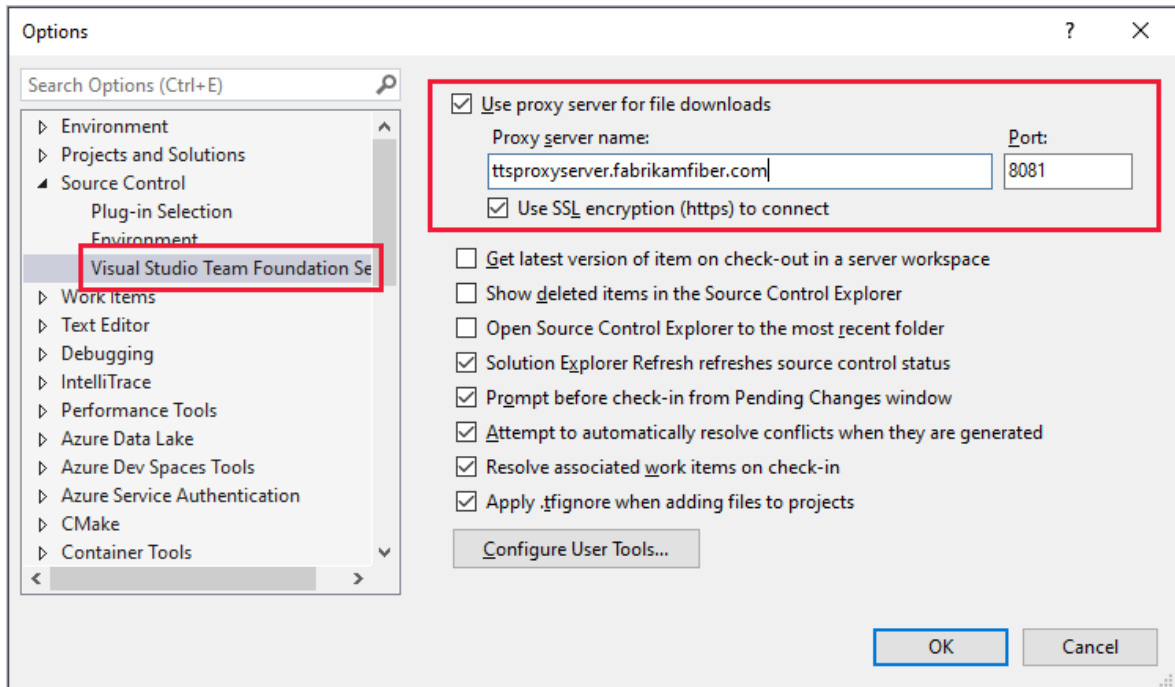 Options
?
Search Options (Ctrl+E)
Environment
Projects and Solutions
Source Control
Plug-in Selection
Environment
Visual Studio Team Foundation Se
Work Items
Text Editor
Debugging
IntelliTrace
Performance Tools
Azure Data Lake
Azure Dev Spaces Tools
Azure Service Authentication
CMake
Container Tools
Use proxy server for file downloads
Proxy server name: Port:
ttsproxyserver.fabrikamfiber.com 8081
Use SSL encryption (https) to connect
Get latest version of item on check-out in a server workspace
Show deleted items in the Source Control Explorer
Open Source Control Explorer to the most recent folder
Solution Explorer Refresh refreshes source control status
Prompt before check-in from Pending Changes window
Attempt to automatically resolve conflicts when they are generated
Resolve associated work items on check-in
Apply .tfignore when adding files to projects
Configure User Tools...
OK Cancel